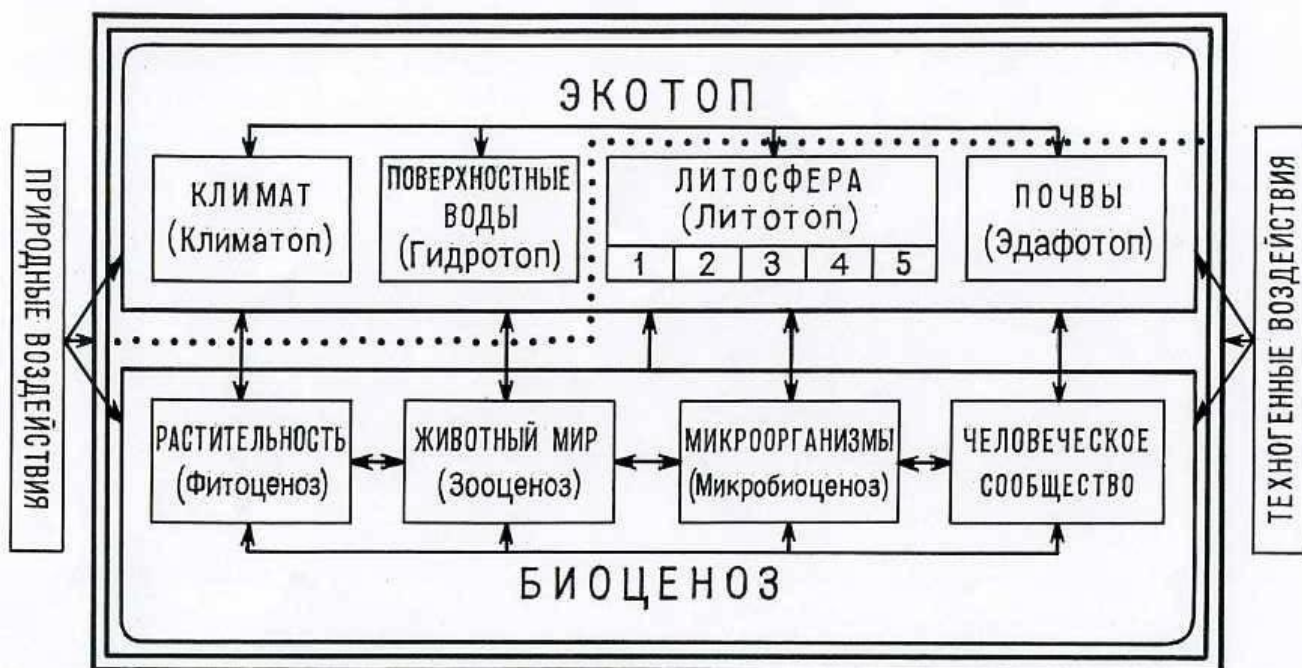 ЭКОТОП
КЛИМАТ
(Климатоп)
ПОВЕРХНОСТНЫЕ
ВОДЫ
(Гидротоп)
ЛИТОСФЕРА
(Литотоп)
1 2 3 4 5
ПОЧВЫ
(Эдафотоп)
ПРИРОДНЫЕ ВОЗДЕЙСТВИЯ
ТЕХНОГЕННЫЕ ВОЗДЕЙСТВИЯ
РАСТИТЕЛЬНОСТЬ
(Фитоценоз)
ЖИВОТНЫЙ МИР
(Зооценоз)
МИКРООРГАНИЗМЫ
(Микробиоценоз)
ЧЕЛОВЕЧЕСКОЕ
СООБЩЕСТВО
БИОЦЕНОЗ